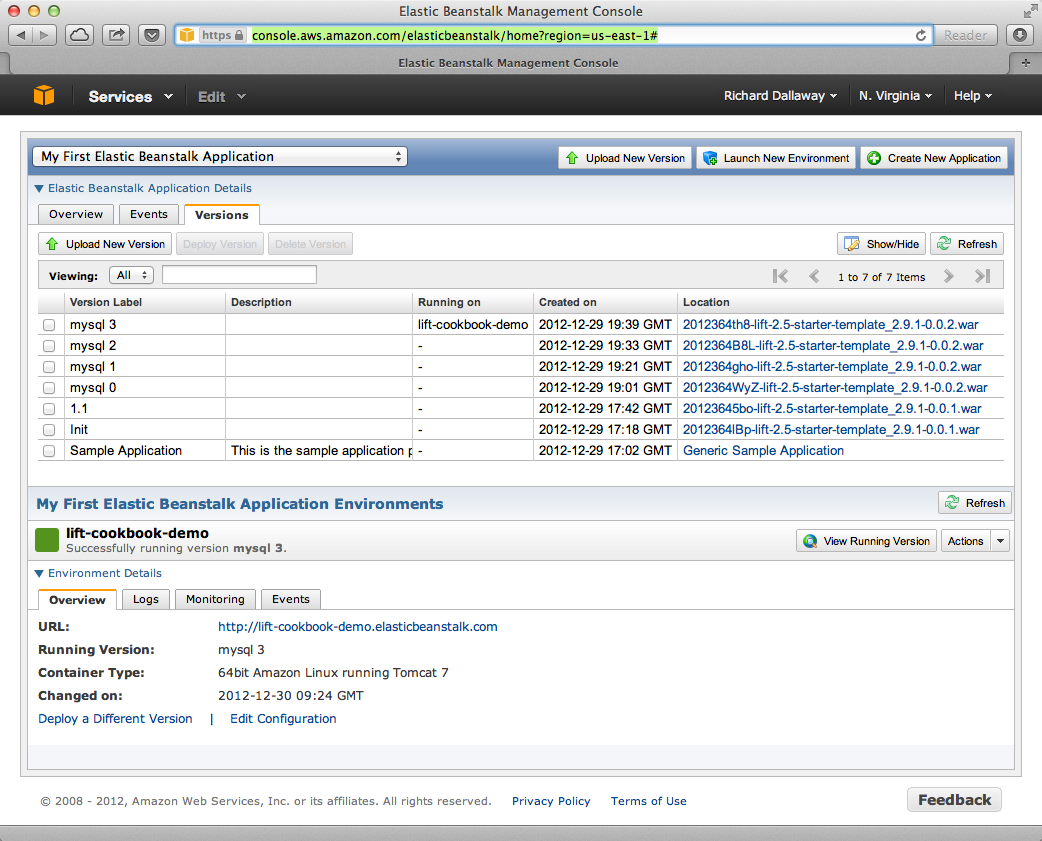 Elastic Beanstalk Management Console
https console.aws.amazon.com/elasticbeanstalk/home?region=us-east-1# Reader
Elastic Beanstalk Management Console
Services Edit Richard Dallaway N. Virginia Help
My First Elastic Beanstalk Application Upload New Version Launch New Environment Create New Application
Elastic Beanstalk Application Details
Overview Events Versions
Upload New Version Deploy Version Delete Version Show/Hide Refresh
Viewing: All 1 to 7 of 7 Items
Version Label Description Running on Created on Location
mysql 3 lift-cookbook-demo 2012-12-29 19:39 GMT 2012364th8-lift-2.5-starter-template_2.9.1-0.0.2.war
mysql 2 - 2012-12-29 19:33 GMT 2012364B8L-lift-2.5-starter-template_2.9.1-0.0.2.war
mysql 1 - 2012-12-29 19:21 GMT 2012364gho-lift-2.5-starter-template_2.9.1-0.0.2.war
mysql 0 - 2012-12-29 19:01 GMT 2012364WyZ-lift-2.5-starter-template_2.9.1-0.0.2.war
1.1 - 2012-12-29 17:42 GMT 20123645bo-lift-2.5-starter-template_2.9.1-0.0.1.war
Init - 2012-12-29 17:18 GMT 2012364lBp-lift-2.5-starter-template_2.9.1-0.0.1.war
Sample Application This is the sample application p - 2012-12-29 17:02 GMT Generic Sample Application
My First Elastic Beanstalk Application Environments Refresh
lift-cookbook-demo
Successfully running version mysql 3. View Running Version Actions
Environment Details
Overview Logs Monitoring Events
URL: http://lift-cookbook-demo.elasticbeanstalk.com
Running Version: mysql 3
Container Type: 64bit Amazon Linux running Tomcat 7
Changed on: 2012-12-30 09:24 GMT
Deploy a Different Version | Edit Configuration
© 2008 - 2012, Amazon Web Services, Inc. or its affiliates. All rights reserved. Privacy Policy Terms of Use Feedback